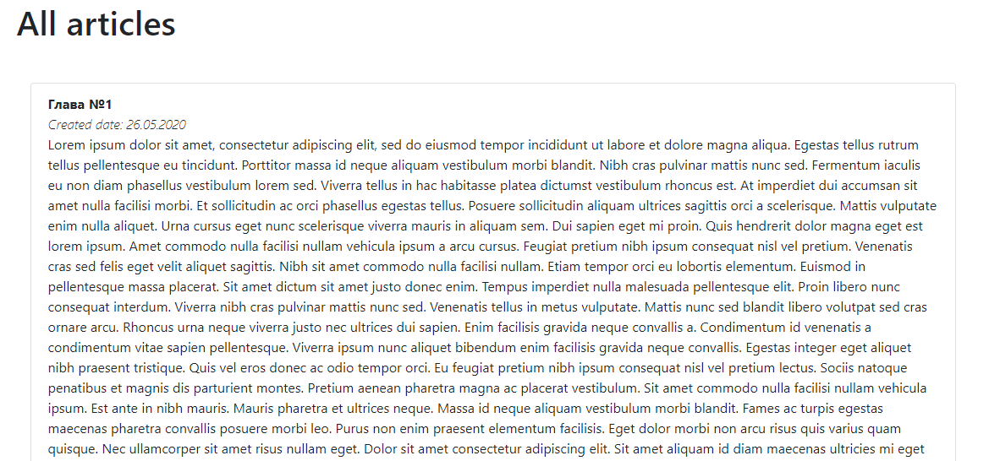 All articles
Глава №1
Created date: 26.05.2020
Lorem ipsum dolor sit amet, consectetur adipiscing elit, sed do eiusmod tempor incididunt ut labore et dolore magna aliqua. Egestas tellus rutrum
tellus pellentesque eu tincidunt. Porttitor massa id neque aliquam vestibulum morbi blandit. Nibh cras pulvinar mattis nunc sed. Fermentum iaculis
eu non diam phasellus vestibulum lorem sed. Viverra tellus in hac habitasse platea dictumst vestibulum rhoncus est. At imperdiet dui accumsan sit
amet nulla facilisi morbi. Et sollicitudin ac orci phasellus egestas tellus. Posuere sollicitudin aliquam ultrices sagittis orci a scelerisque. Mattis vulputate
enim nulla aliquet. Urna cursus eget nunc scelerisque viverra mauris in aliquam sem. Dui sapien eget mi proin. Quis hendrerit dolor magna eget est
lorem ipsum. Amet commodo nulla facilisi nullam vehicula ipsum a arcu cursus. Feugiat pretium nibh ipsum consequat nisl vel pretium. Venenatis
cras sed felis eget velit aliquet sagittis. Nibh sit amet commodo nulla facilisi nullam. Etiam tempor orci eu lobortis elementum. Euismod in
pellentesque massa placerat. Sit amet dictum sit amet justo donec enim. Tempus imperdiet nulla malesuada pellentesque elit. Proin libero nunc
consequat interdum. Viverra nibh cras pulvinar mattis nunc sed. Venenatis tellus in metus vulputate. Mattis nunc sed blandit libero volutpat sed cras
ornare arcu. Rhoncus urna neque viverra justo nec ultrices dui sapien. Enim facilisis gravida neque convallis a. Condimentum id venenatis a
condimentum vitae sapien pellentesque. Viverra ipsum nunc aliquet bibendum enim facilisis gravida neque convallis. Egestas integer eget aliquet
nibh praesent tristique. Quis vel eros donec ac odio tempor orci. Eu feugiat pretium nibh ipsum consequat nisl vel pretium lectus. Sociis natoque
penatibus et magnis dis parturient montes. Pretium aenean pharetra magna ac placerat vestibulum. Sit amet commodo nulla facilisi nullam vehicula
ipsum. Est ante in nibh mauris. Mauris pharetra et ultrices neque. Massa id neque aliquam vestibulum morbi blandit. Fames ac turpis egestas
maecenas pharetra convallis posuere morbi leo. Purus non enim praesent elementum facilisis. Eget dolor morbi non arcu risus quis varius quam
quisque. Nec ullamcorper sit amet risus nullam eget. Dolor sit amet consectetur adipiscing elit. Sit amet aliquam id diam maecenas ultricies mi eget